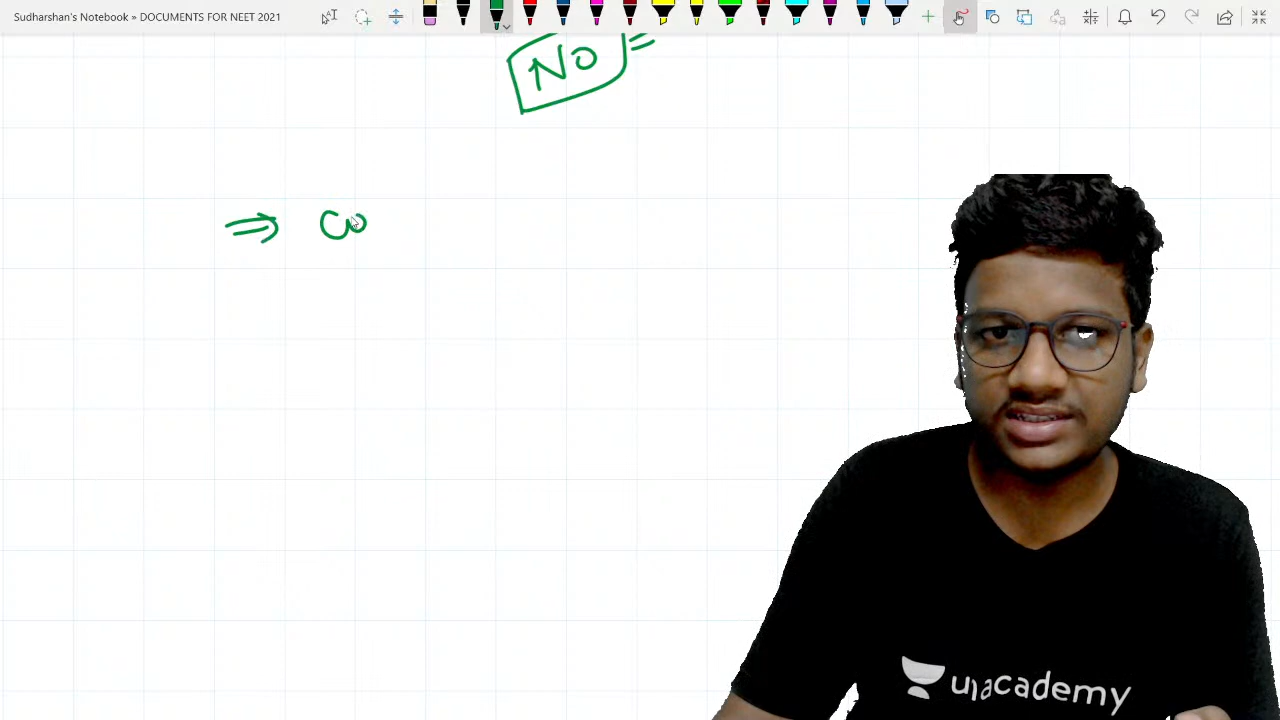 Sudharshan's Notebook » DOCUMENTS FOR NEET 2021
No =
⇒ Co
unacademy